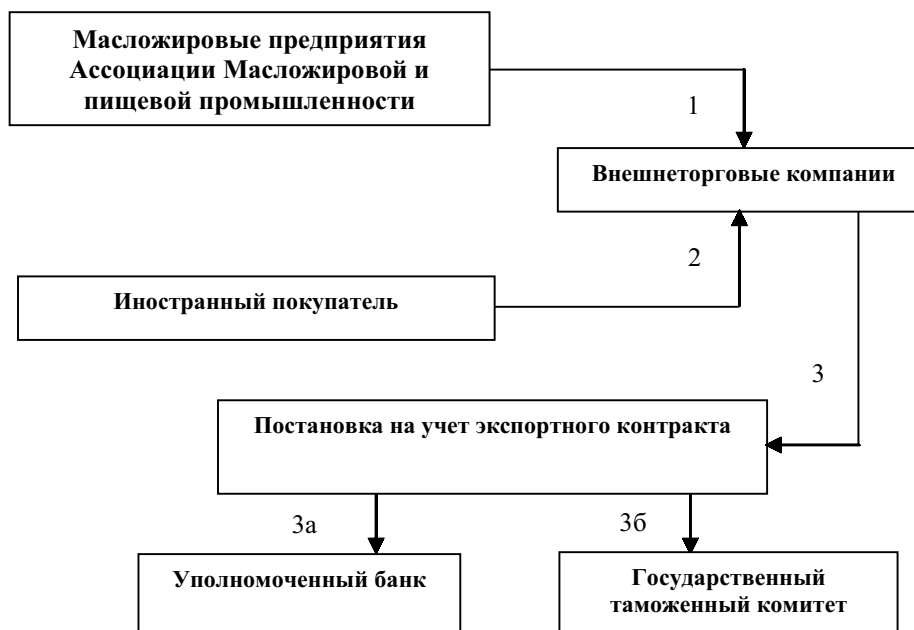 Масложировые предприятия
Ассоциации Масложировой и
пищевой промышленности
1
Внешнеторговые компании
2
Иностранный покупатель
3
Постановка на учет экспортного контракта
3а
3б
Уполномоченный банк
Государственный
таможенный комитет